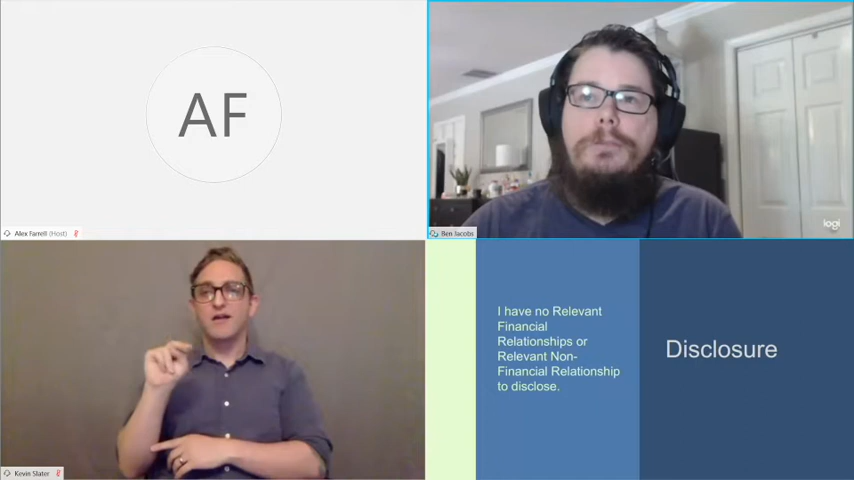 AF
Alex Farrell (Host)
logi
Ben Jacobs
I have no Relevant
Financial
Relationships or
Relevant Non-
Financial Relationship
to disclose.
Disclosure
Kevin Slater